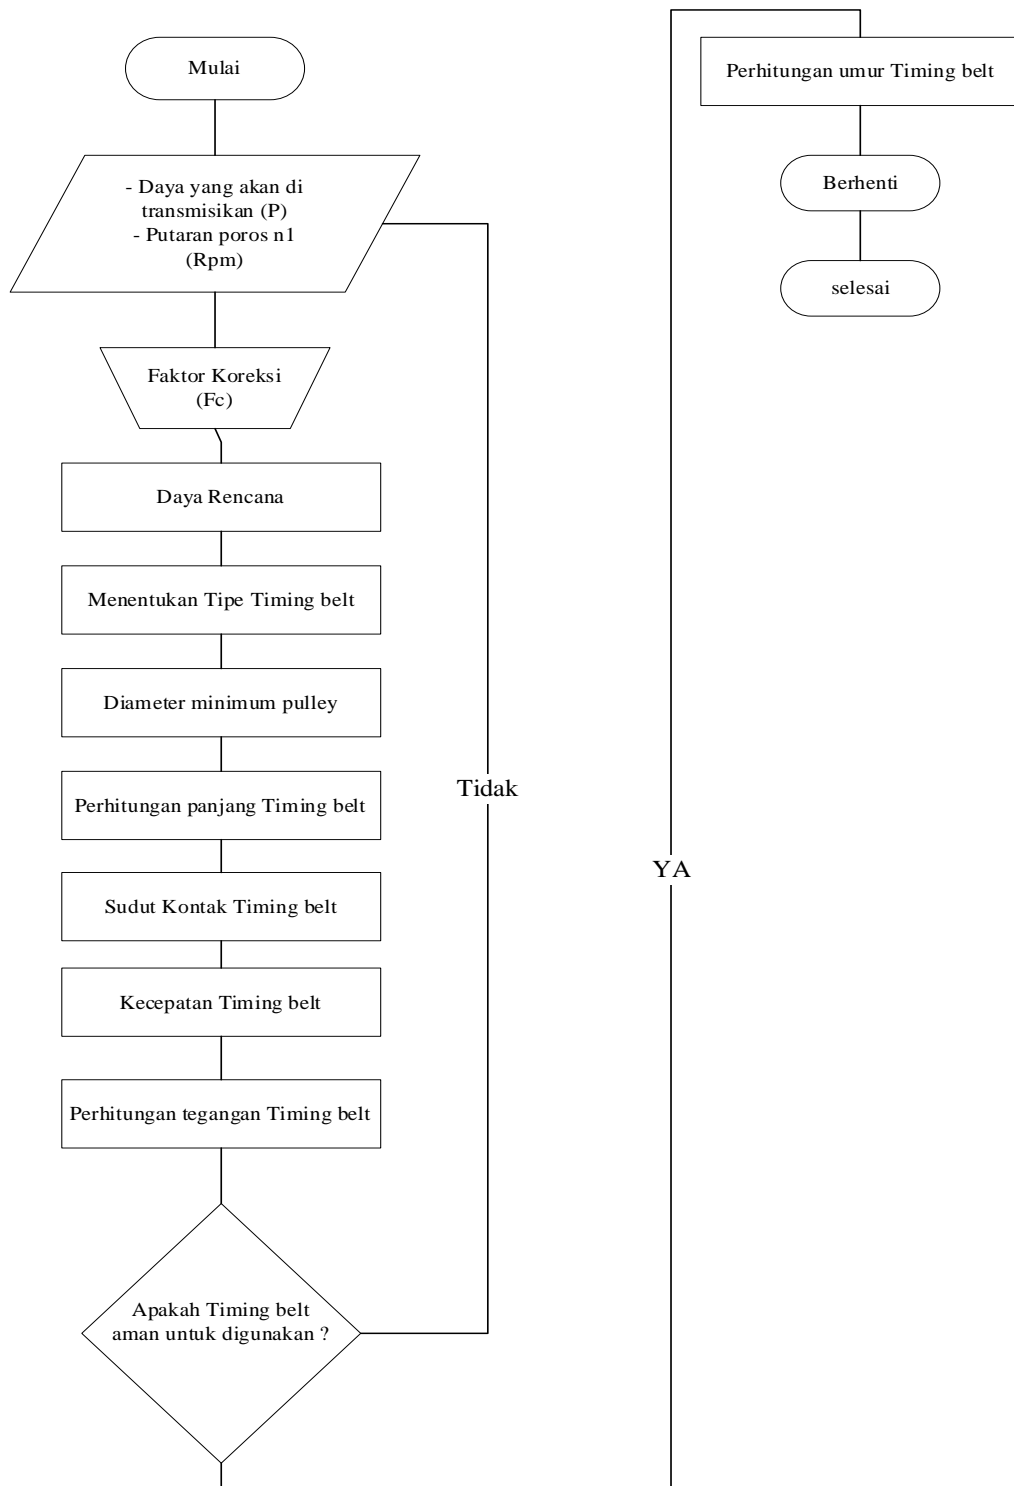 Mulai
- Daya yang akan di
transmisikan (P)
- Putaran poros n1
(Rpm)
Faktor Koreksi
(Fc)
Daya Rencana
Menentukan Tipe Timing belt
Diameter minimum pulley
Perhitungan panjang Timing belt
Sudut Kontak Timing belt
Kecepatan Timing belt
Perhitungan tegangan Timing belt
Apakah Timing belt
aman untuk digunakan ?
Tidak
YA
Perhitungan umur Timing belt
Berhenti
selesai